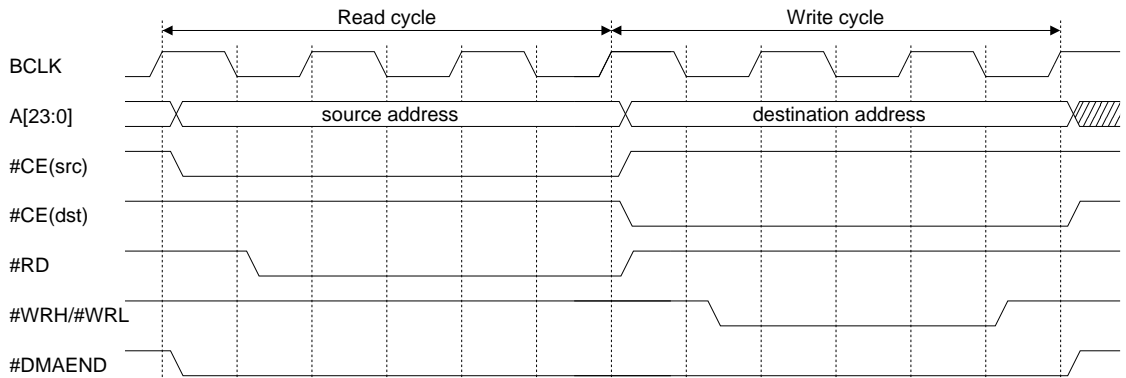 Read cycle Write cycle
BCLK
A[23:0] source address destination address
#CE(src)
#CE(dst)
#RD
#WRH/#WRL
#DMAEND